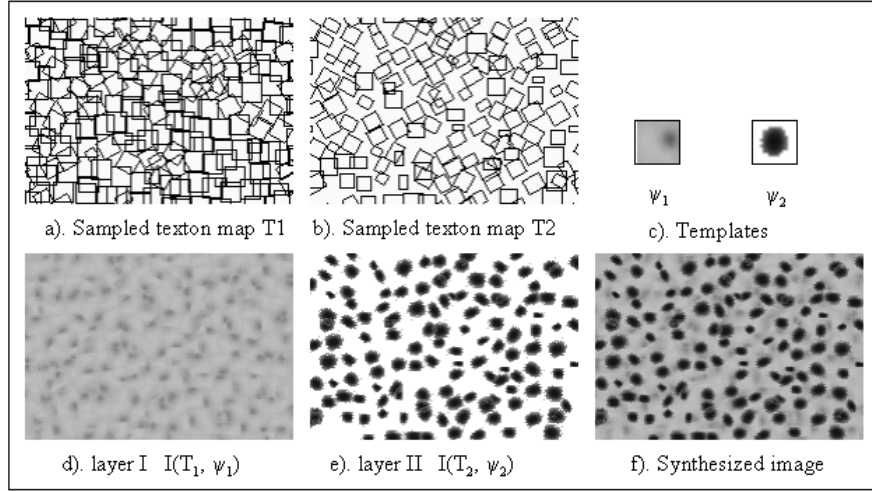 ψ₁ ψ₂
a). Sampled texton map T1 b). Sampled texton map T2 c). Templates
d). layer I I(T₁, ψ₁) e). layer II I(T₂, ψ₂) f). Synthesized image